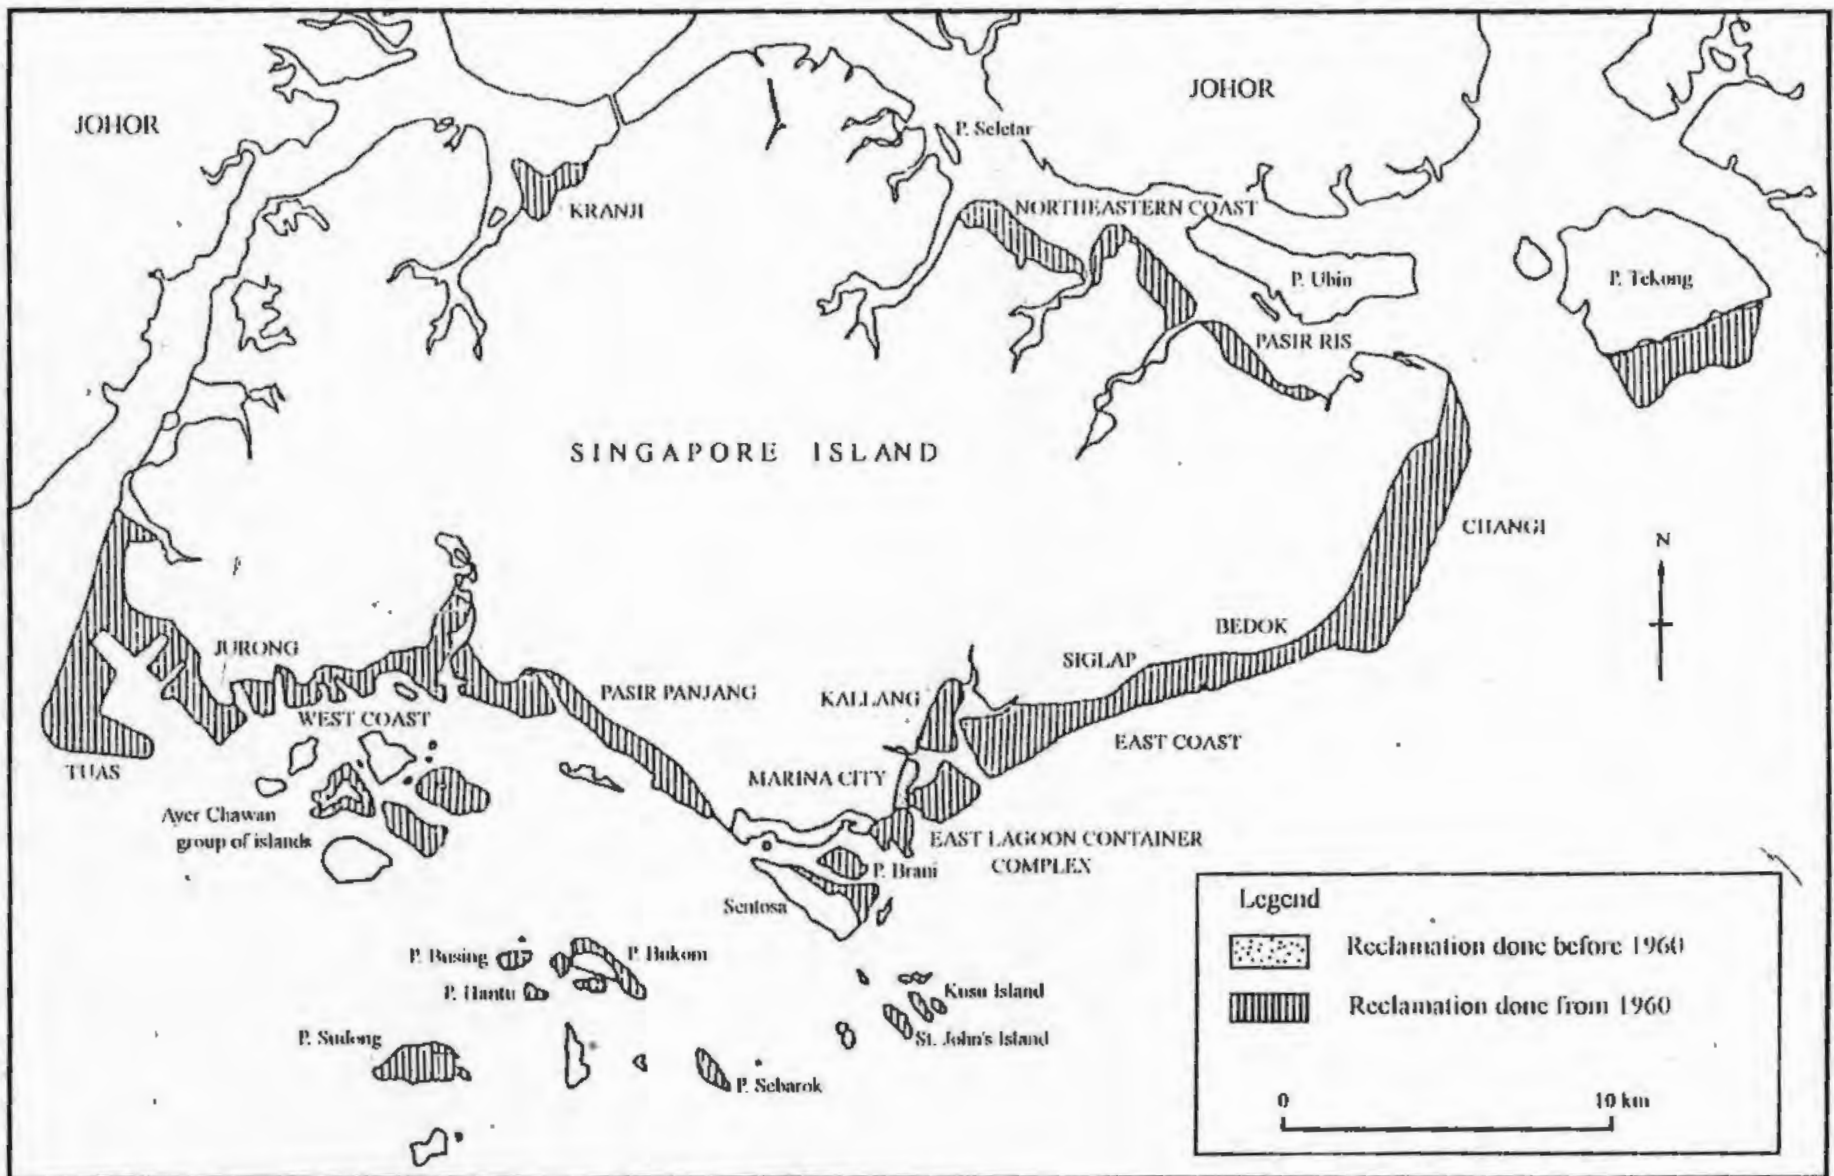 JOHOR
JOHOR
P. Seletar
KRANJI
NORTHEASTERN COAST
P. Ubin
P. Tekong
PASIR RIS
SINGAPORE ISLAND
CHANGI
N
BEDOK
JURONG
SIGLAP
PASIR PANJANG
KALLANG
WEST COAST
EAST COAST
TUAS
MARINA CITY
Ayer Chawan
group of islands
EAST LAGOON CONTAINER
COMPLEX
P. Brani
Sentosa
P. Busing
P. Bukom
P. Hantu
Kusu Island
P. Sudong
St. John's Island
P. Sebarok
Legend
Reclamation done before 1960
Reclamation done from 1960
0 10 km